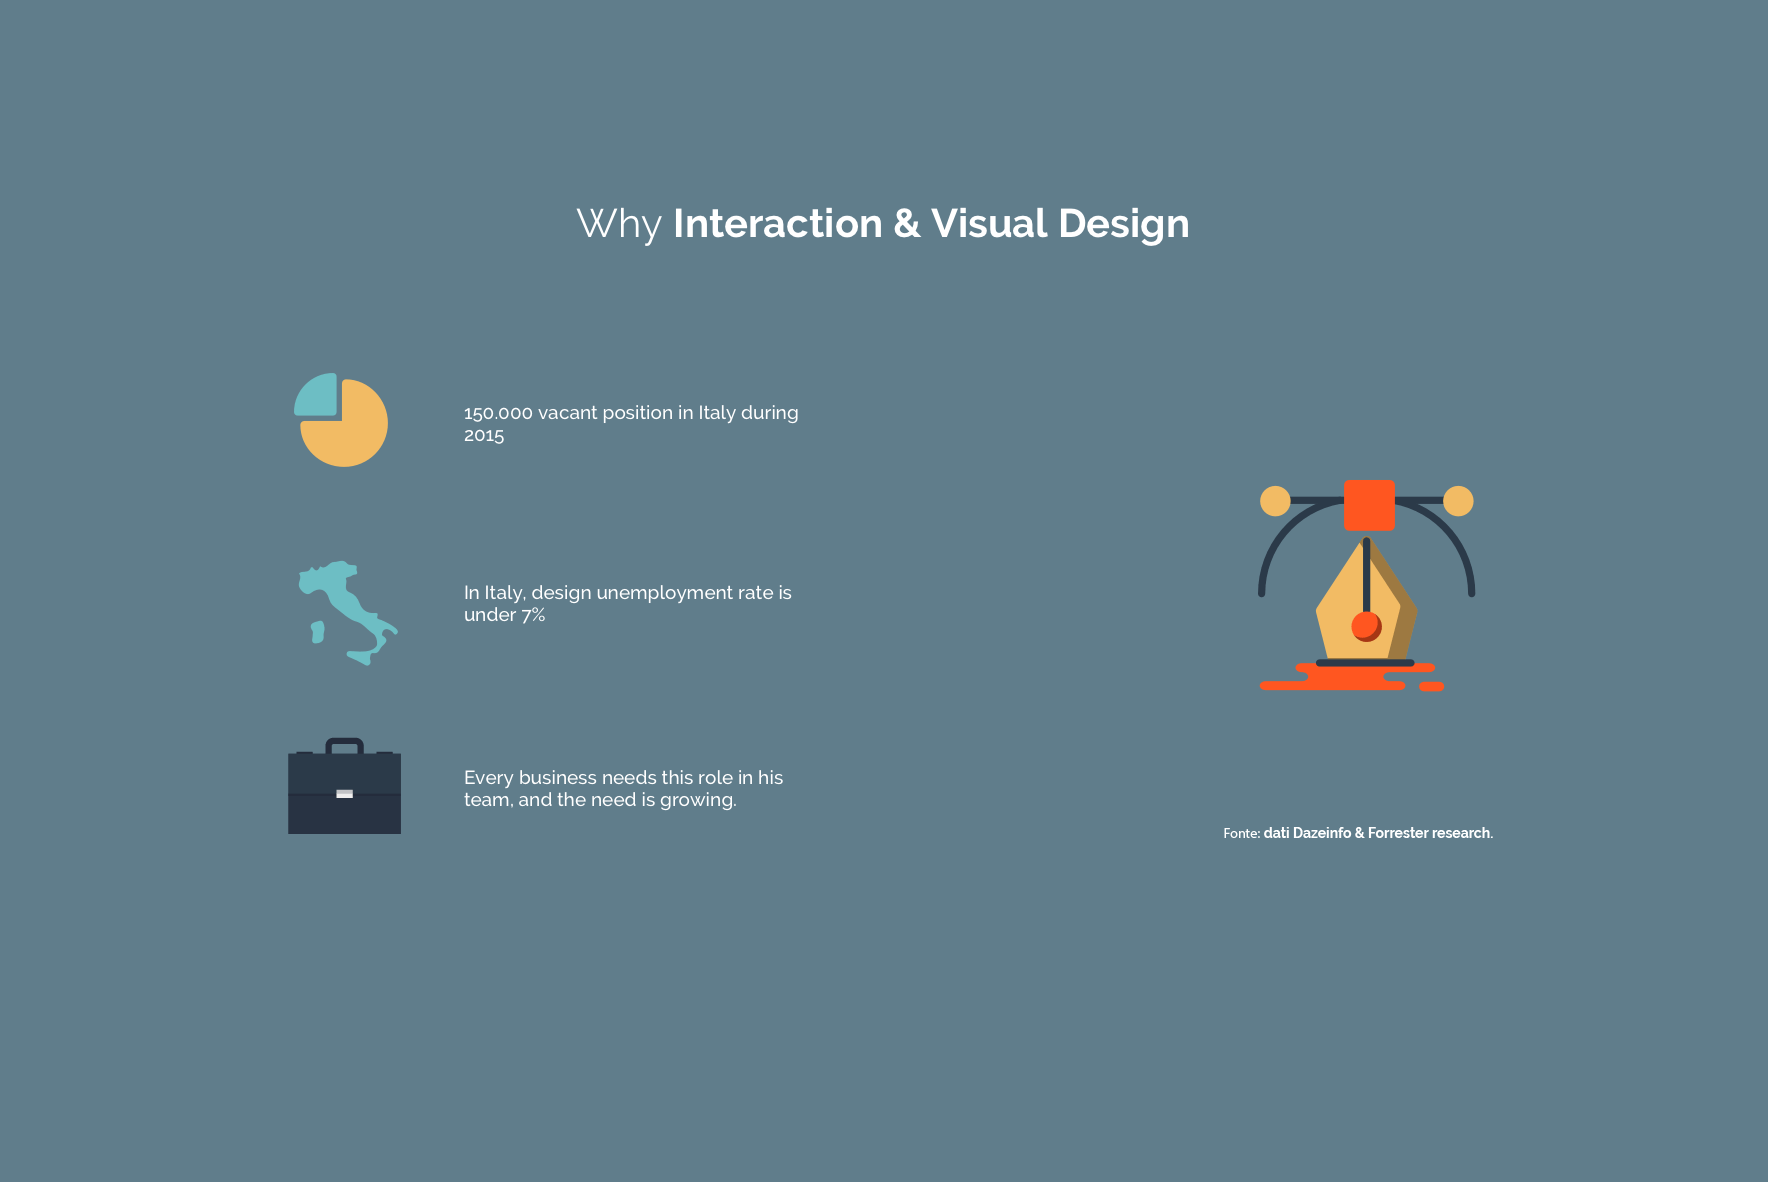 Why Interaction & Visual Design
150.000 vacant position in Italy during
2015
In Italy, design unemployment rate is
under 7%
Every business needs this role in his
team, and the need is growing.
Fonte: dati Dazeinfo & Forrester research.